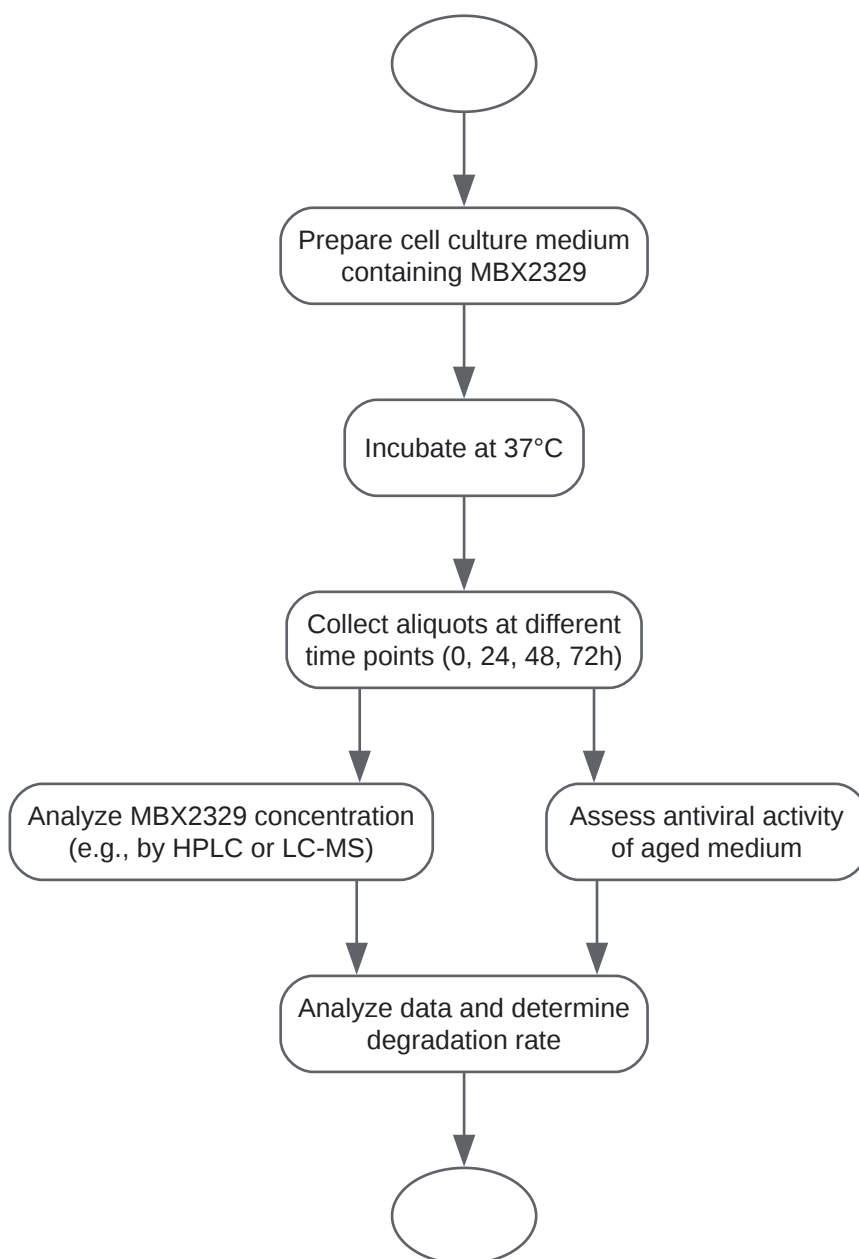 Prepare cell culture medium
containing MBX2329
Incubate at 37°C
Collect aliquots at different
time points (0, 24, 48, 72h)
Analyze MBX2329 concentration
(e.g., by HPLC or LC-MS)
Assess antiviral activity
of aged medium
Analyze data and determine
degradation rate